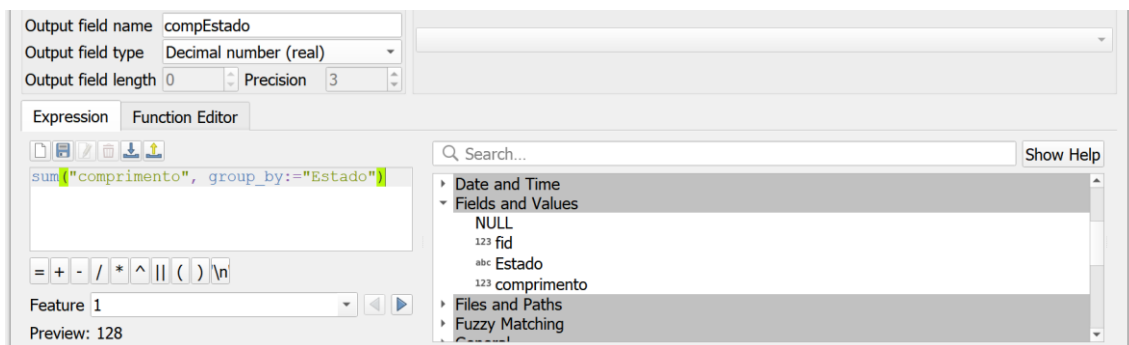 Output field name compEstado
Output field type Decimal number (real)
Output field length 0 Precision 3
Expression Function Editor
Search... Show Help
sum("comprimento", group_by:="Estado")
Date and Time
Fields and Values
NULL
123 fid
abc Estado
123 comprimento
= + - / * ^ || ( ) '\n'
Feature 1
Files and Paths
Fuzzy Matching
General
Preview: 128